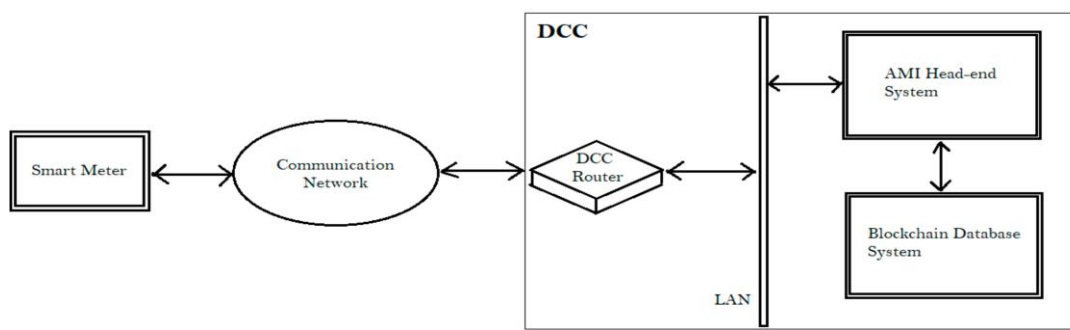 DCC
Smart Meter
Communication
Network
DCC
Router
LAN
AMI Head-end
System
Blockchain Database
System